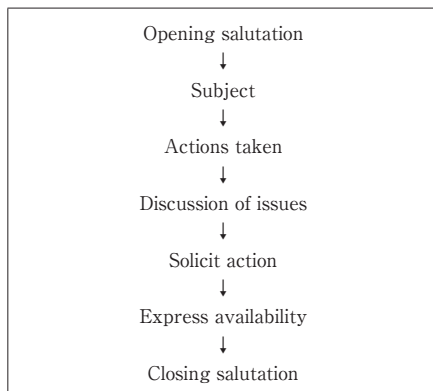 Opening salutation
↓
Subject
↓
Actions taken
↓
Discussion of issues
↓
Solicit action
↓
Express availability
↓
Closing salutation